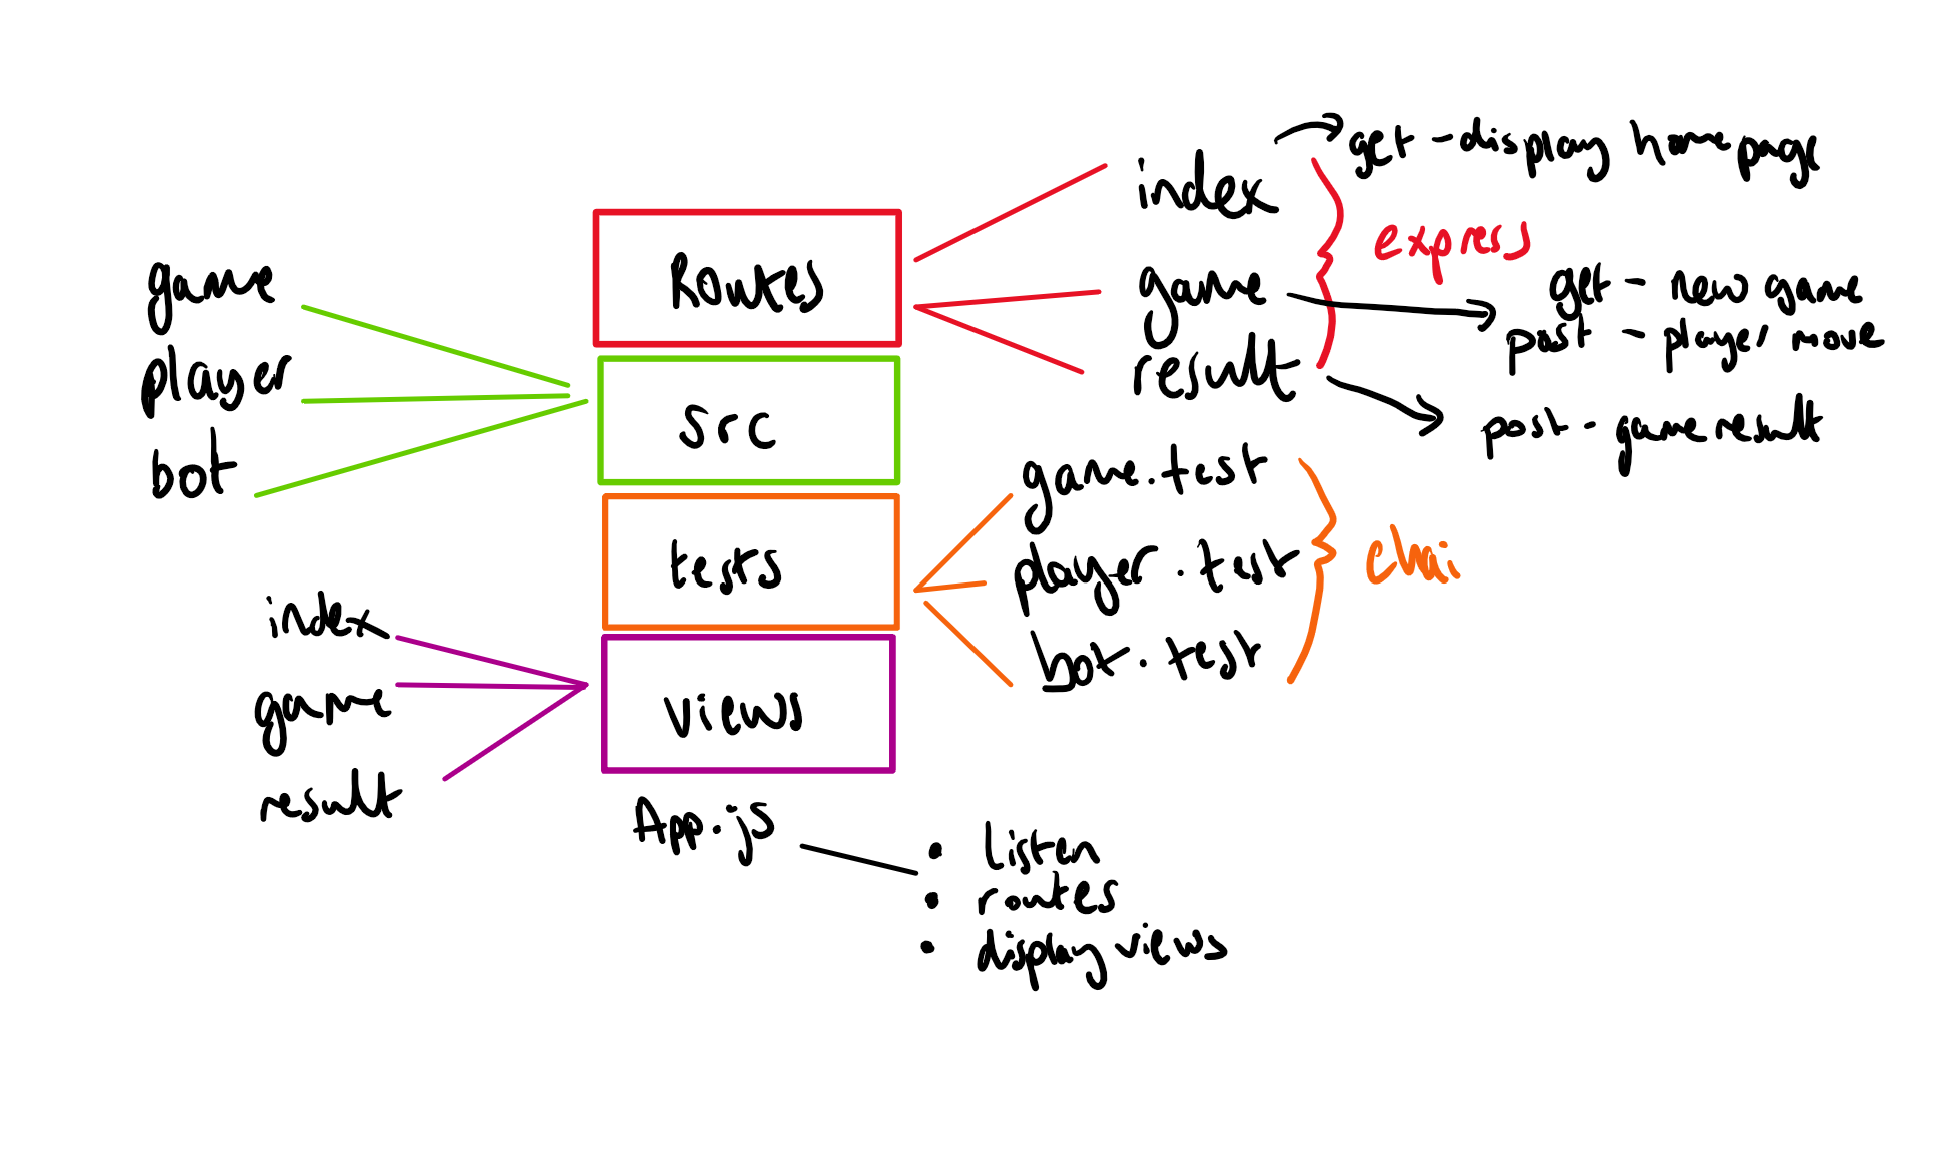 get - display homepage
index
express
Routes
game
game
get - new game
post - player move
player
result
src
post - game result
bot
game.test
tests
player.test
chai
index
bot.test
game
views
result
App.js
• listen
• routes
• display views